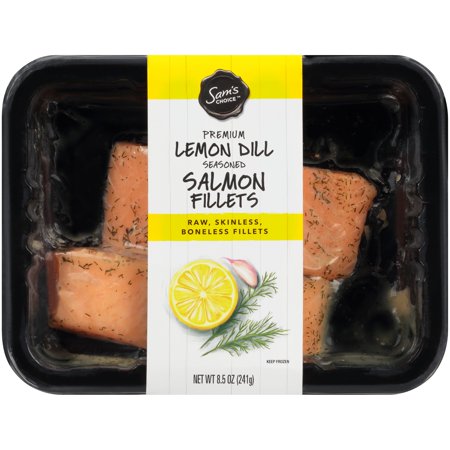 Sam's
CHOICE™
PREMIUM
LEMON DILL
SEASONED
SALMON
FILLETS
RAW, SKINLESS,
BONELESS FILLETS
KEEP FROZEN
NET WT 8.5 OZ (241g)